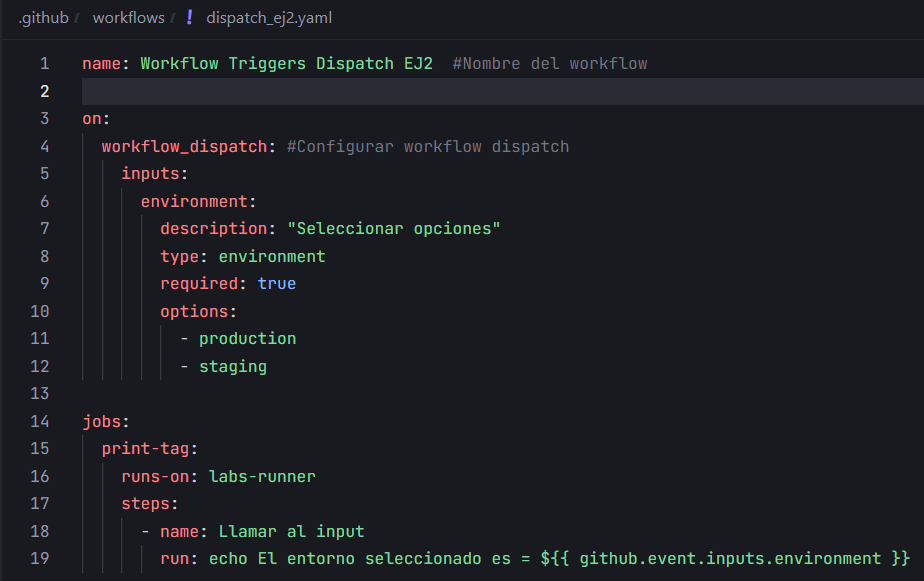 .github / workflows / ! dispatch_ej2.yaml
1 name: Workflow Triggers Dispatch EJ2  #Nombre del workflow
2
3 on:
4   workflow_dispatch: #Configurar workflow dispatch
5     inputs:
6       environment:
7         description: "Seleccionar opciones"
8         type: environment
9         required: true
10         options:
11           - production
12           - staging
13
14 jobs:
15   print-tag:
16     runs-on: labs-runner
17     steps:
18       - name: Llamar al input
19         run: echo El entorno seleccionado es = ${{ github.event.inputs.environment }}